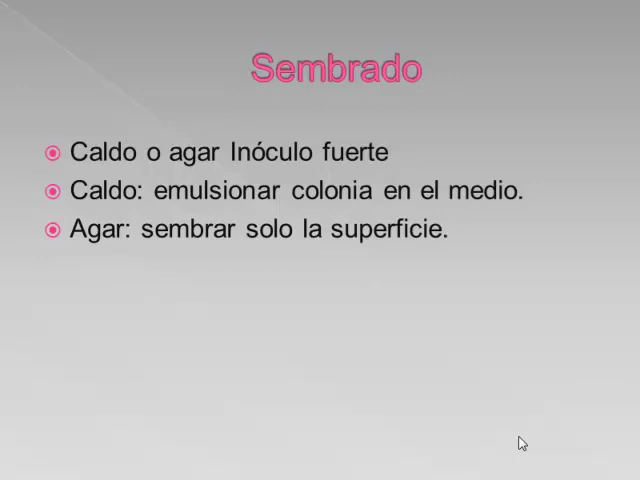 Sembrado
Caldo o agar Inóculo fuerte
Caldo: emulsionar colonia en el medio.
Agar: sembrar solo la superficie.